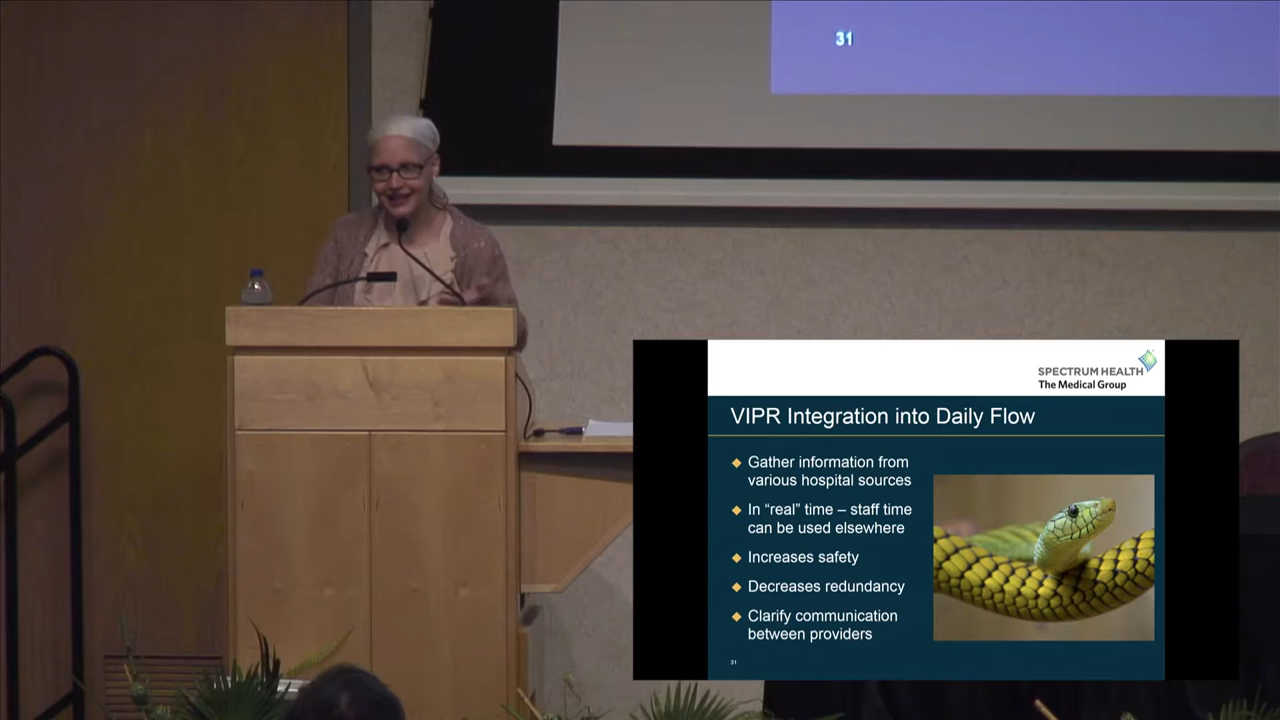 31
SPECTRUM HEALTH
The Medical Group
VIPR Integration into Daily Flow
Gather information from
various hospital sources
In “real” time – staff time
can be used elsewhere
Increases safety
Decreases redundancy
Clarify communication
between providers
31